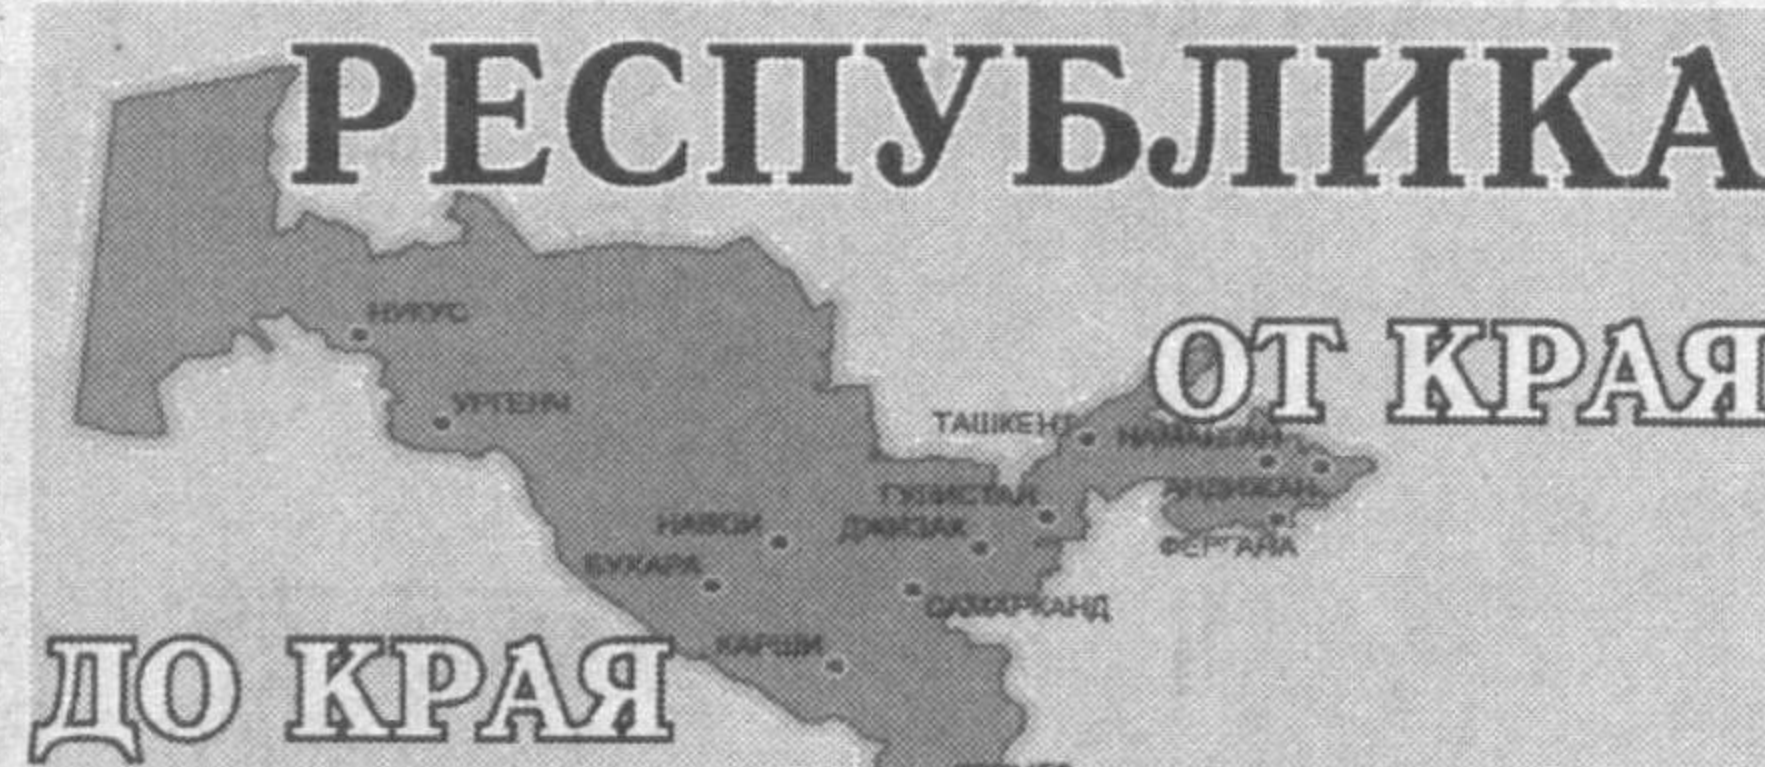 РЕСПУБЛИКА
ОТ КРАЯ
НУКУС
УРГЕНЧ
ТАШКЕНТ
НАМАНГАН
ГУЛИСТАН
АНДИЖАН
НАВОИ
ДЖИЗАК
ФЕРГАНА
БУХАРА
САМАРКАНД
КАРШИ
ДО КРАЯ